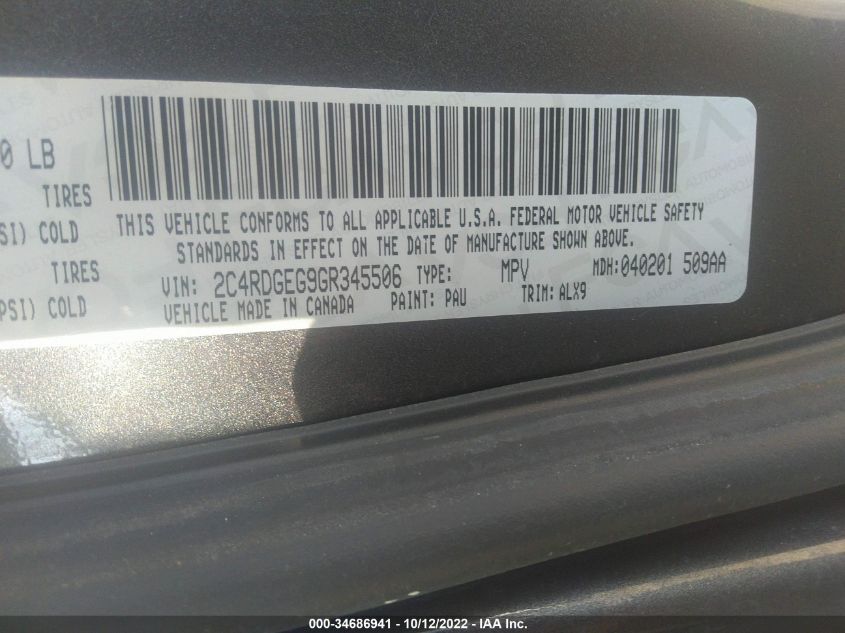 0 LB
TIRES
SI) COLD
TIRES
PSI) COLD
THIS VEHICLE CONFORMS TO ALL APPLICABLE U.S.A. FEDERAL MOTOR VEHICLE SAFETY
STANDARDS IN EFFECT ON THE DATE OF MANUFACTURE SHOWN ABOVE.
VIN: 2C4RDGEG9GR345506 TYPE: MPV MDH:040201 509AA
VEHICLE MADE IN CANADA PAINT: PAU TRIM: ALX9
000-34686941 - 10/12/2022 - IAA Inc.